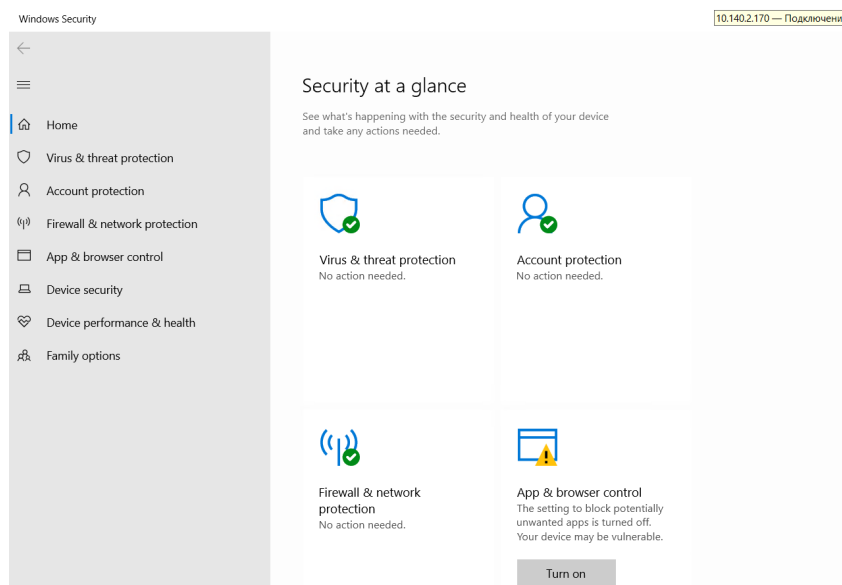 Windows Security
10.140.2.170 — Подключени
Home
Virus & threat protection
Account protection
Firewall & network protection
App & browser control
Device security
Device performance & health
Family options
Security at a glance
See what's happening with the security and health of your device
and take any actions needed.
Virus & threat protection
No action needed.
Account protection
No action needed.
Firewall & network
protection
No action needed.
App & browser control
The setting to block potentially
unwanted apps is turned off.
Your device may be vulnerable.
Turn on